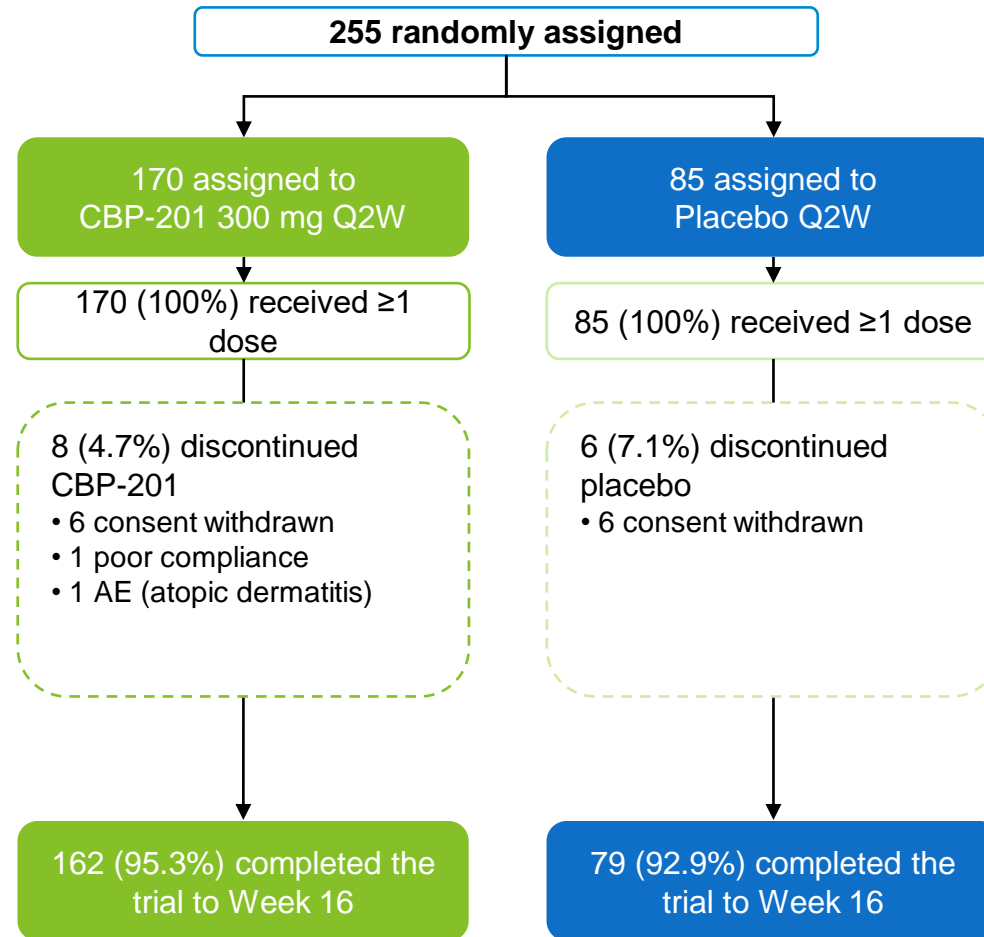 255 randomly assigned
170 assigned to
CBP-201 300 mg Q2W
85 assigned to
Placebo Q2W
170 (100%) received ≥1
dose
85 (100%) received ≥1 dose
8 (4.7%) discontinued
CBP-201
• 6 consent withdrawn
• 1 poor compliance
• 1 AE (atopic dermatitis)
6 (7.1%) discontinued
placebo
• 6 consent withdrawn
162 (95.3%) completed the
trial to Week 16
79 (92.9%) completed the
trial to Week 16